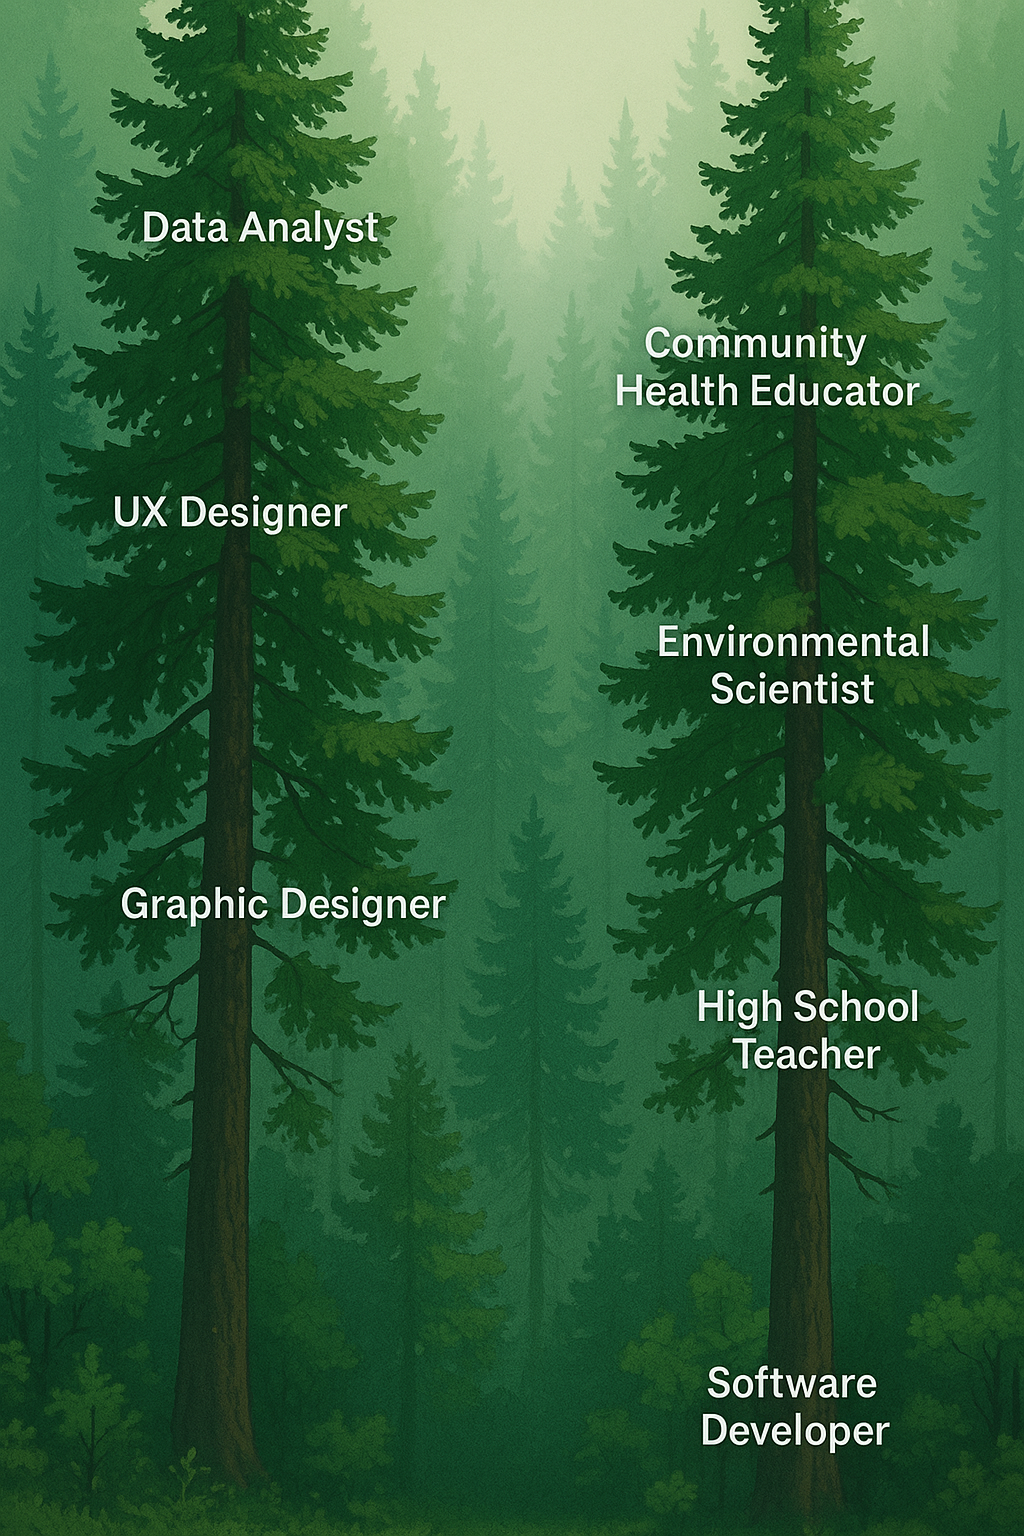 Data Analyst
UX Designer
Graphic Designer
Community
Health Educator
Environmental
Scientist
High School
Teacher
Software
Developer